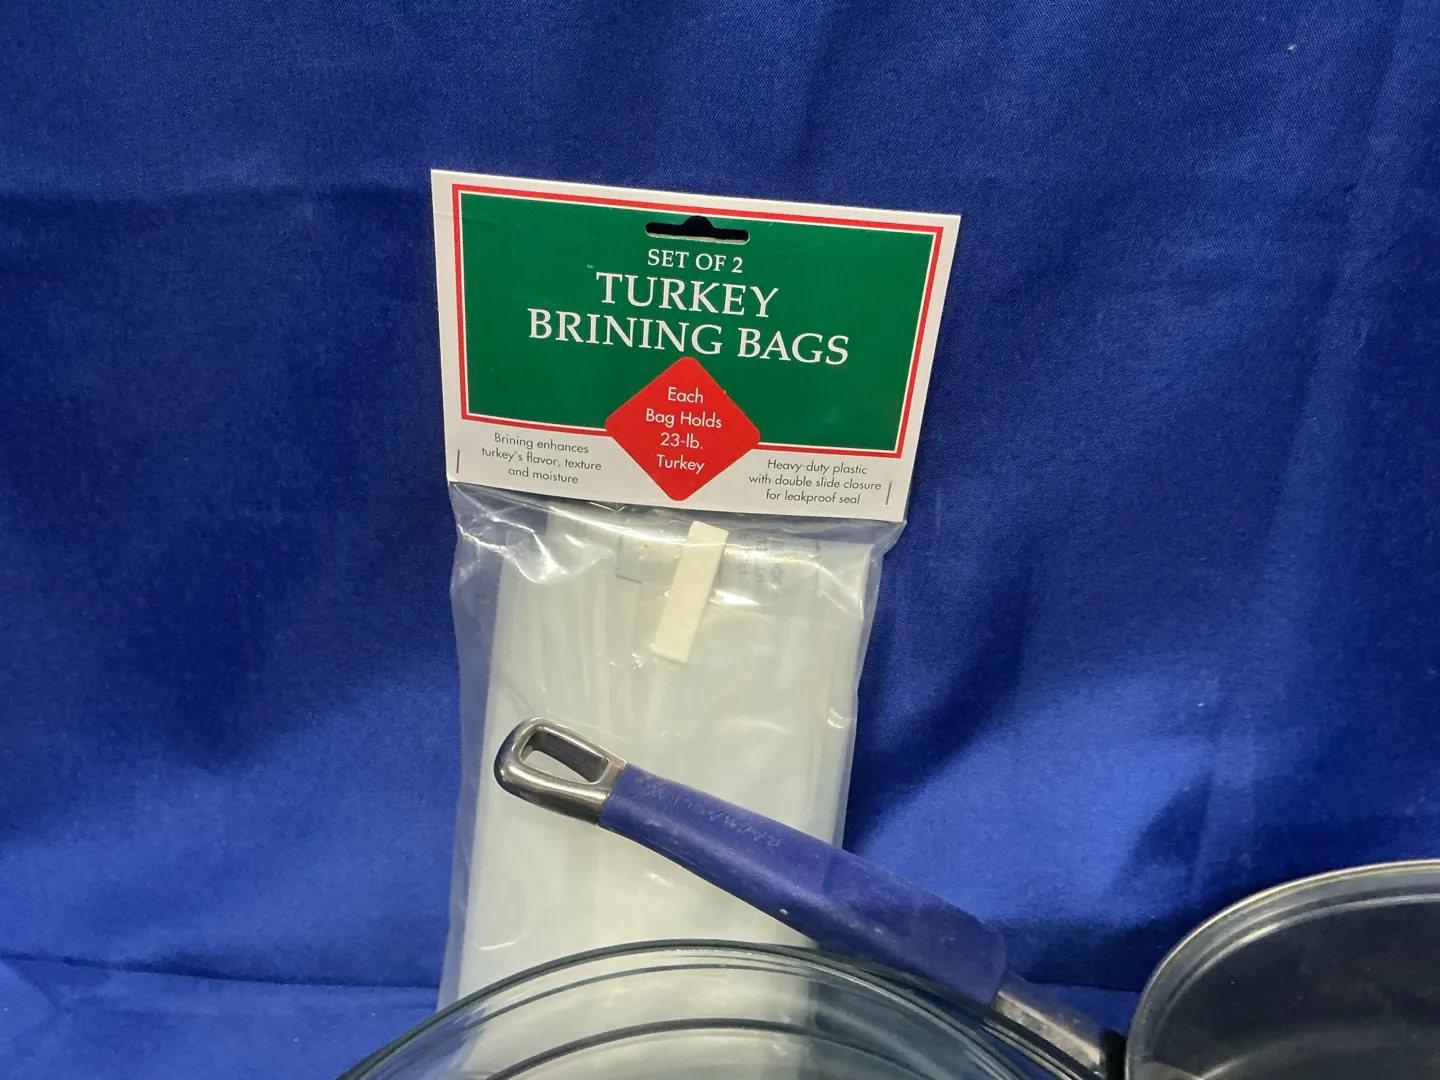 SET OF 2
TURKEY
BRINING BAGS
Each
Bag Holds
23-lb.
Turkey
Brining enhances
turkey's flavor, texture
and moisture
Heavy-duty plastic
with double slide closure
for leakproof seal